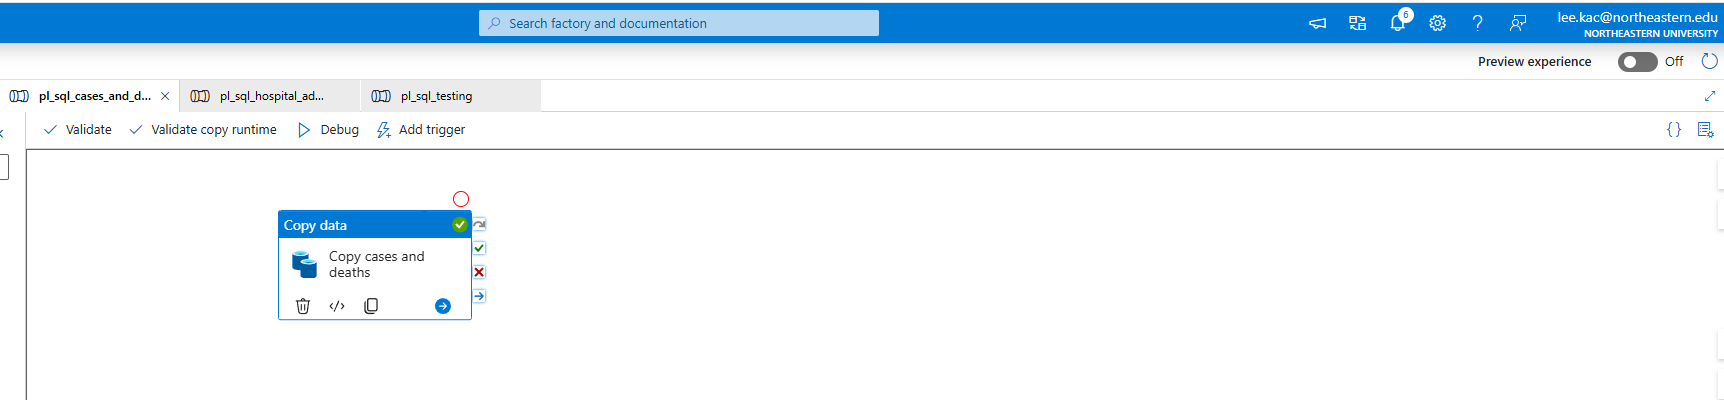 Search factory and documentation
6
lee.kac@northeastern.edu
NORTHEASTERN UNIVERSITY
Preview experience
Off
pl_sql_cases_and_d...
pl_sql_hospital_ad...
pl_sql_testing
Validate
Validate copy runtime
Debug
Add trigger
{}
Copy data
Copy cases and
deaths